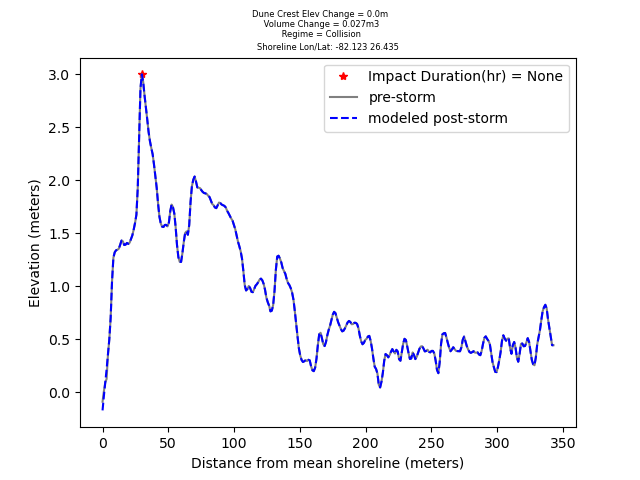 Dune Crest Elev Change = 0.0m
Volume Change = 0.027m3
Regime = Collision
Shoreline Lon/Lat: -82.123 26.435
Impact Duration(hr) = None
pre-storm
modeled post-storm
3.0
2.5
2.0
1.5
1.0
0.5
0.0
Elevation (meters)
0 50 100 150 200 250 300 350
Distance from mean shoreline (meters)